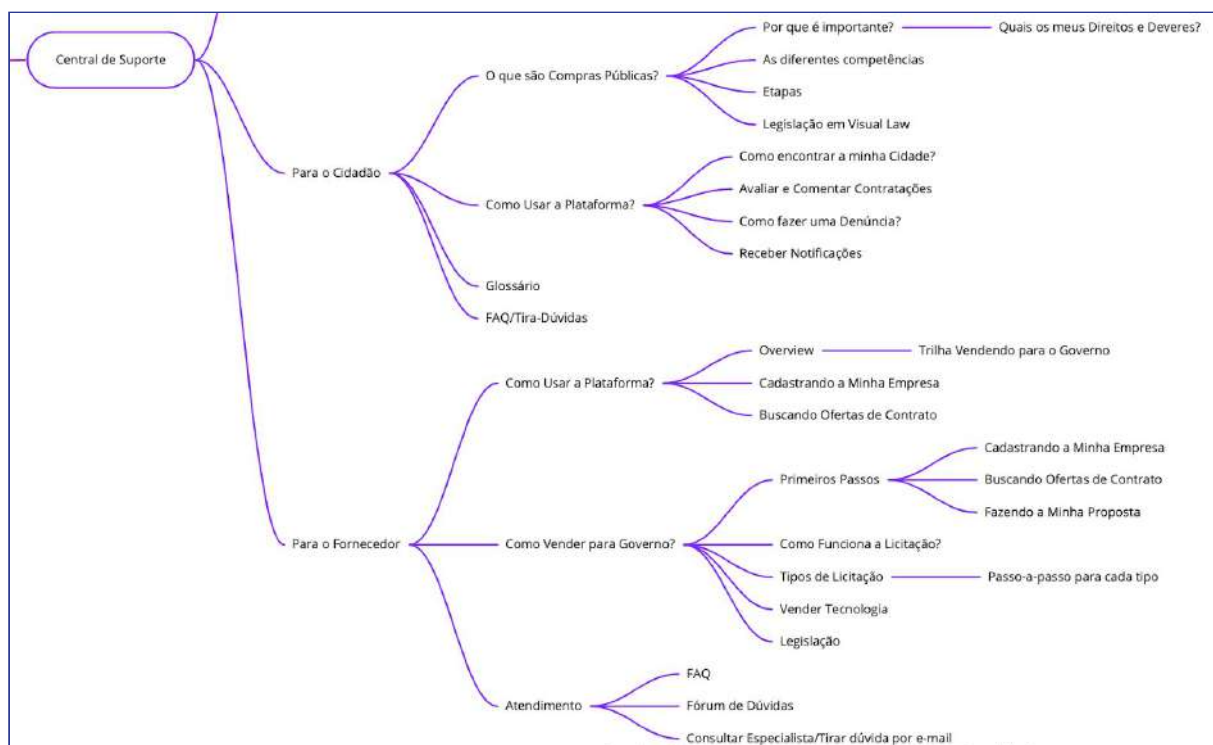 Central de Suporte
Para o Cidadão
O que são Compras Públicas?
Por que é importante?
Quais os meus Direitos e Deveres?
As diferentes competências
Etapas
Legislação em Visual Law
Como Usar a Plataforma?
Como encontrar a minha Cidade?
Avaliar e Comentar Contratações
Como fazer uma Denúncia?
Receber Notificações
Glossário
FAQ/Tira-Dúvidas
Para o Fornecedor
Como Usar a Plataforma?
Overview
Trilha Vendendo para o Governo
Cadastrando a Minha Empresa
Buscando Ofertas de Contrato
Como Vender para Governo?
Primeiros Passos
Cadastrando a Minha Empresa
Buscando Ofertas de Contrato
Fazendo a Minha Proposta
Como Funciona a Licitação?
Tipos de Licitação
Passo-a-passo para cada tipo
Vender Tecnologia
Legislação
Atendimento
FAQ
Fórum de Dúvidas
Consultar Especialista/Tirar dúvida por e-mail